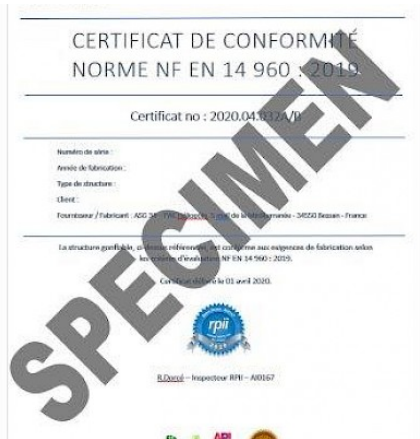 CERTIFICAT DE CONFORMITÉ
NORME NF EN 14 960 : 2019
Certificat no : 2020.04.032A/B
Numéro de série :
Année de fabrication :
Type de structure :
Client :
Fournisseur / Fabricant : ASG 34 - 34550 Bessan - France
La structure gonflable, ci-dessus référencée, est conforme aux exigences de fabrication selon
les critères d'évaluation NF EN 14 960 : 2019.
Certificat délivré le 01 avril 2020.
rpii
R.Dorcé – Inspecteur RPII – AI0167
SPECIMEN
API